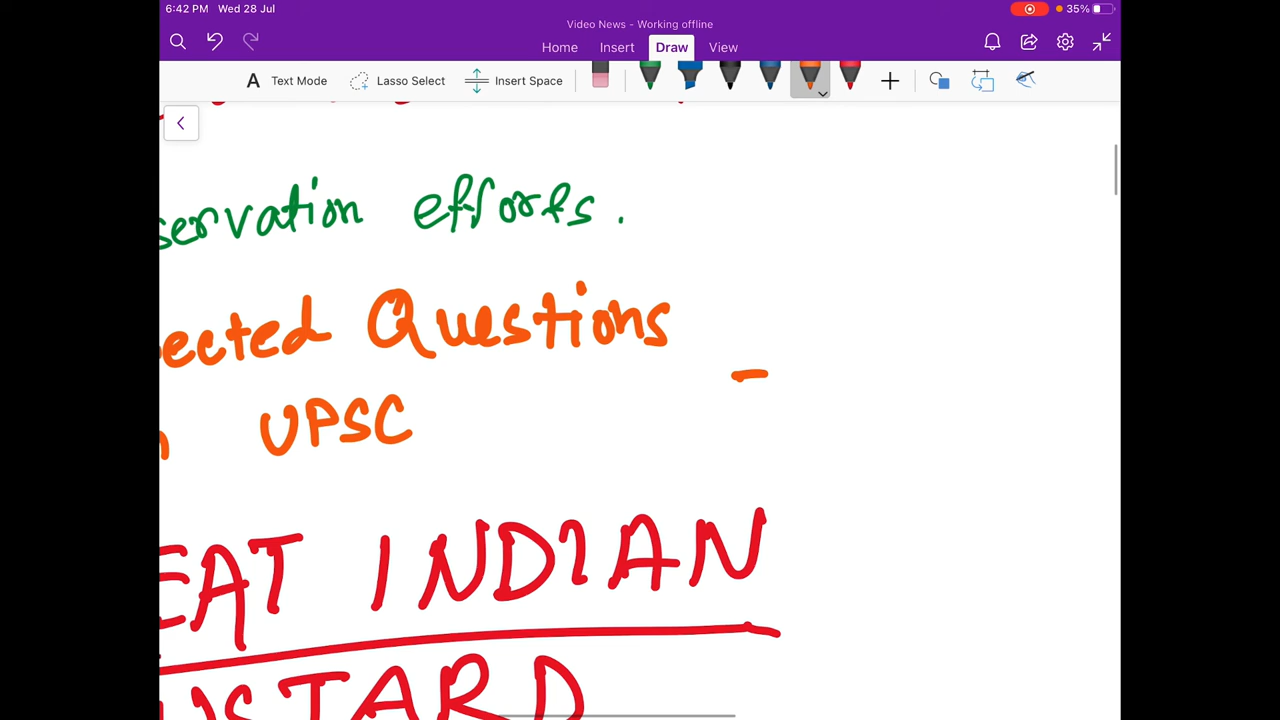 6:42 PM Wed 28 Jul
35%
Video News - Working offline
Home Insert Draw View
A Text Mode Lasso Select Insert Space
servation efforts.
ected Questions -
UPSC
EAT INDIAN
USTARD